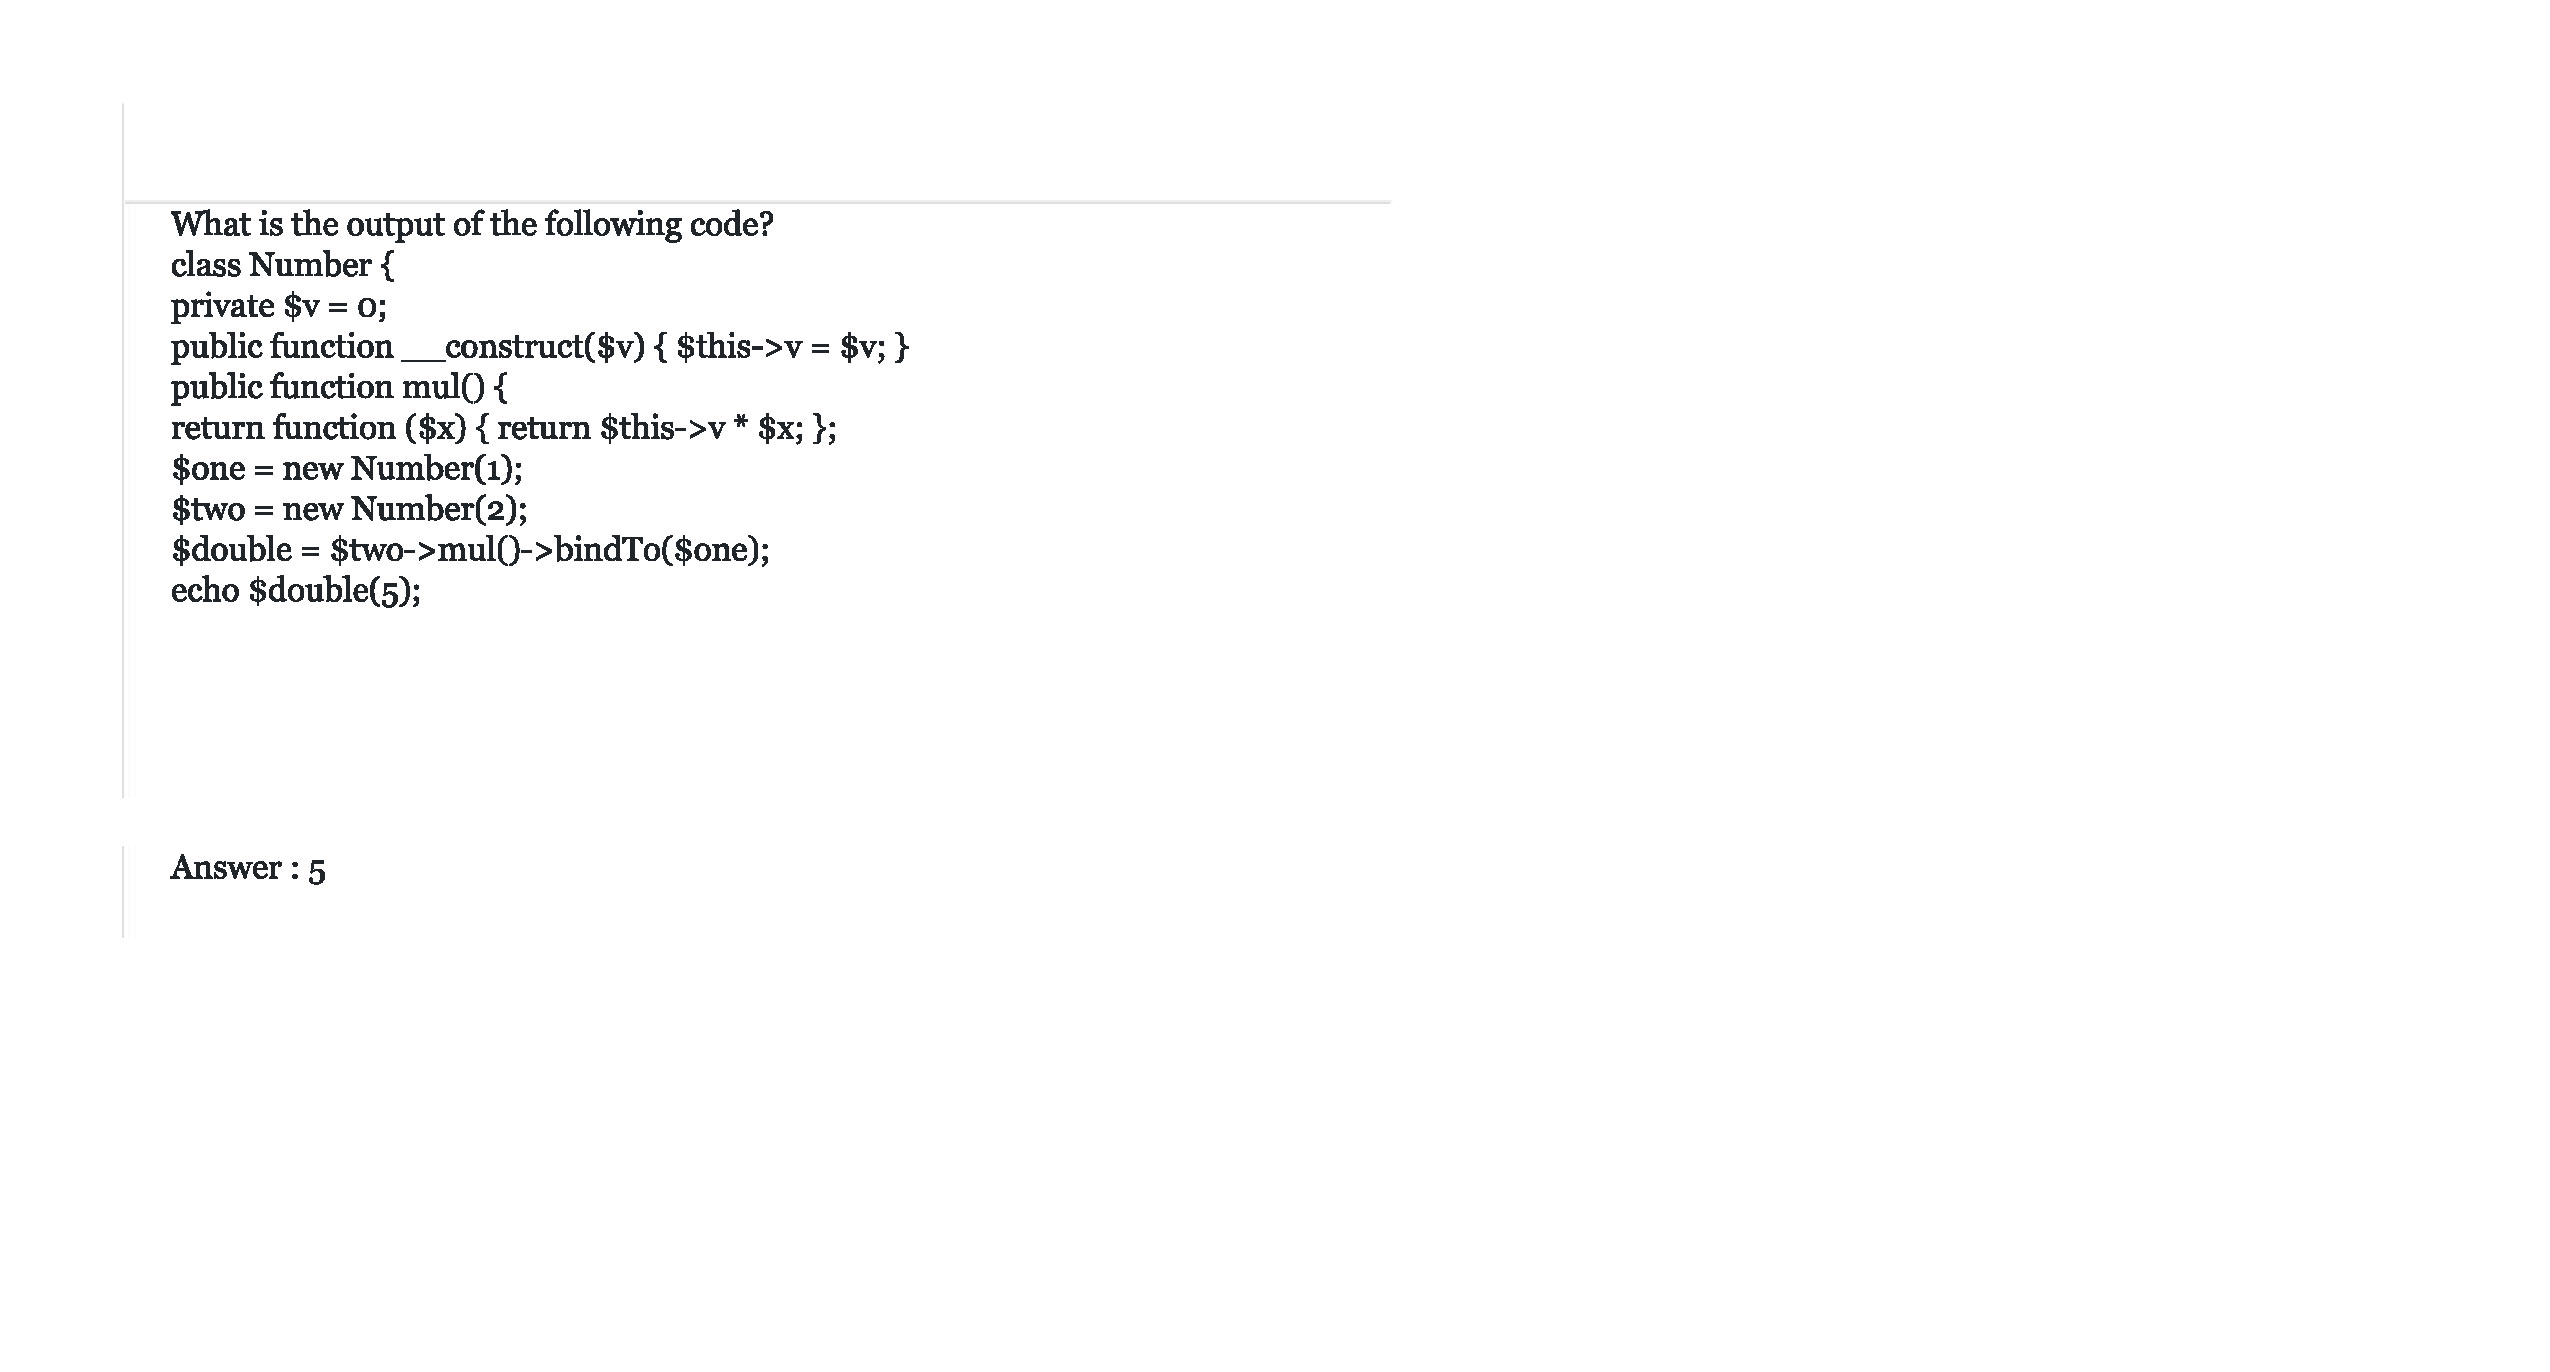 What is the output of the following code?
class Number {
private $v = 0;
public function __construct($v) { $this->v = $v; }
public function mul() {
return function ($x) { return $this->v * $x; };
$one = new Number(1);
$two = new Number(2);
$double = $two->mul()->bindTo($one);
echo $double(5);
Answer : 5